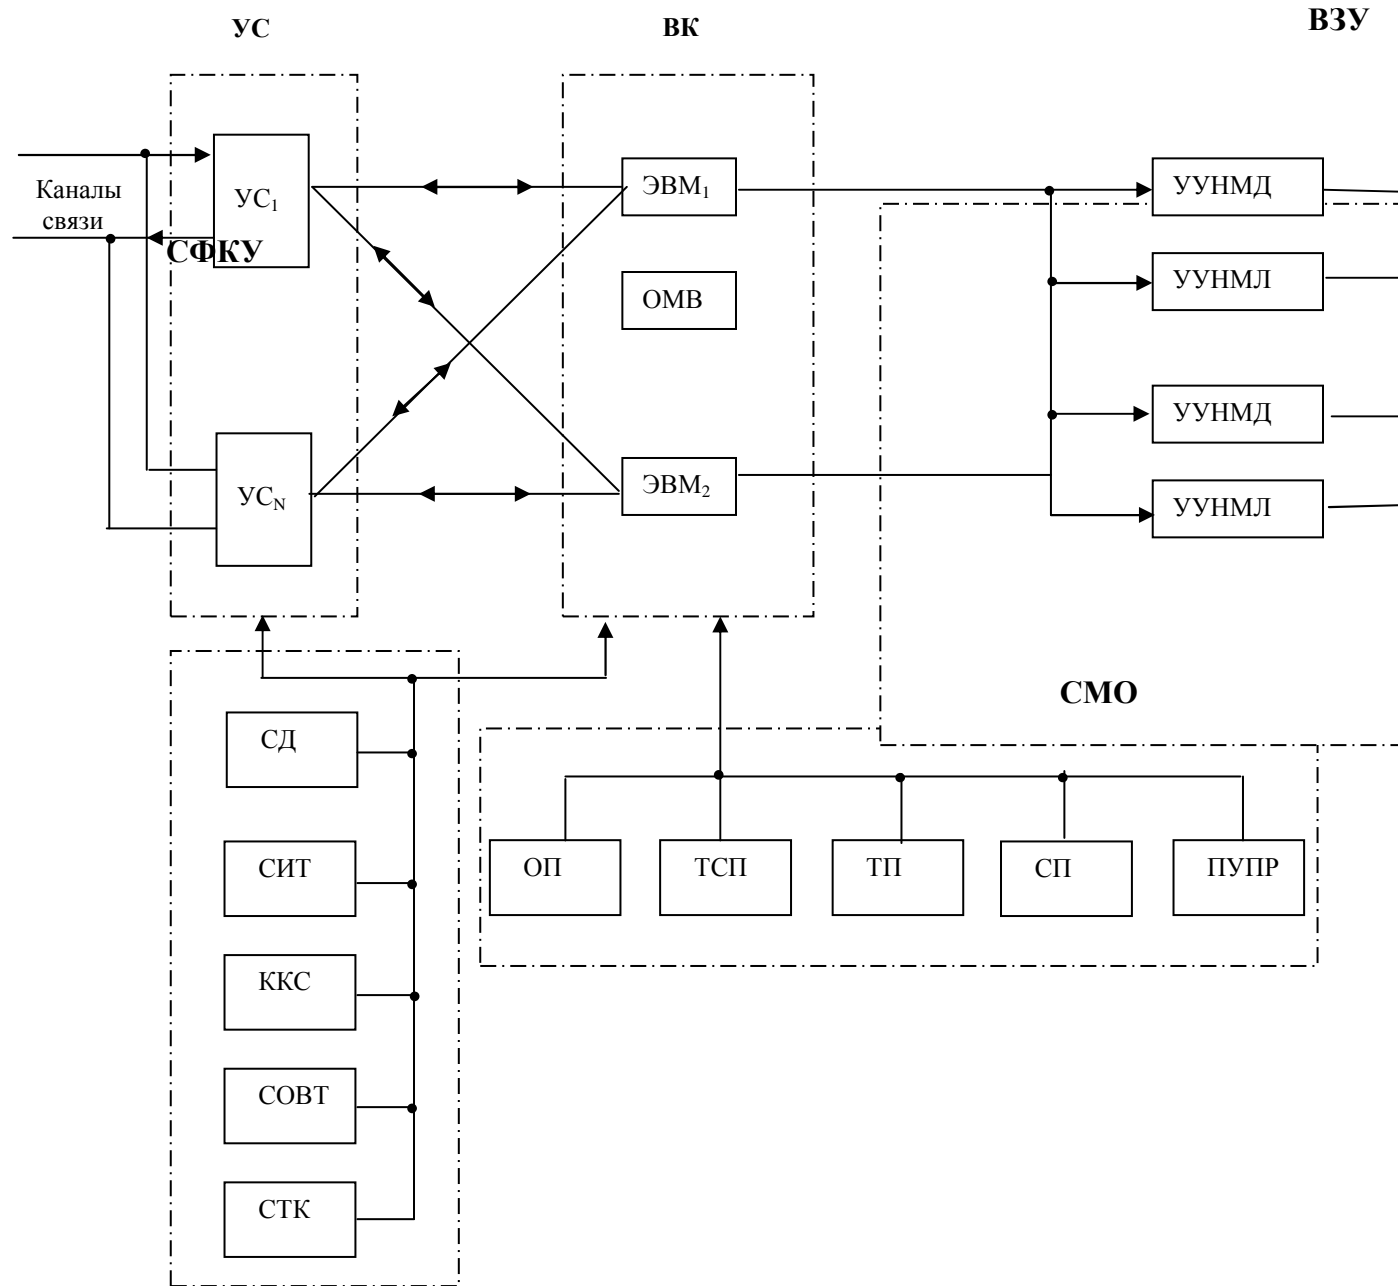 УС
ВК
ВЗУ
УС₁
Каналы
связи
СФКУ
УСN
ЭВМ₁
ОМВ
ЭВМ₂
УУНМД
УУНМЛ
УУНМД
УУНМЛ
СМО
СД
СИТ
ККС
СОВТ
СТК
ОП
ТСП
ТП
СП
ПУПР